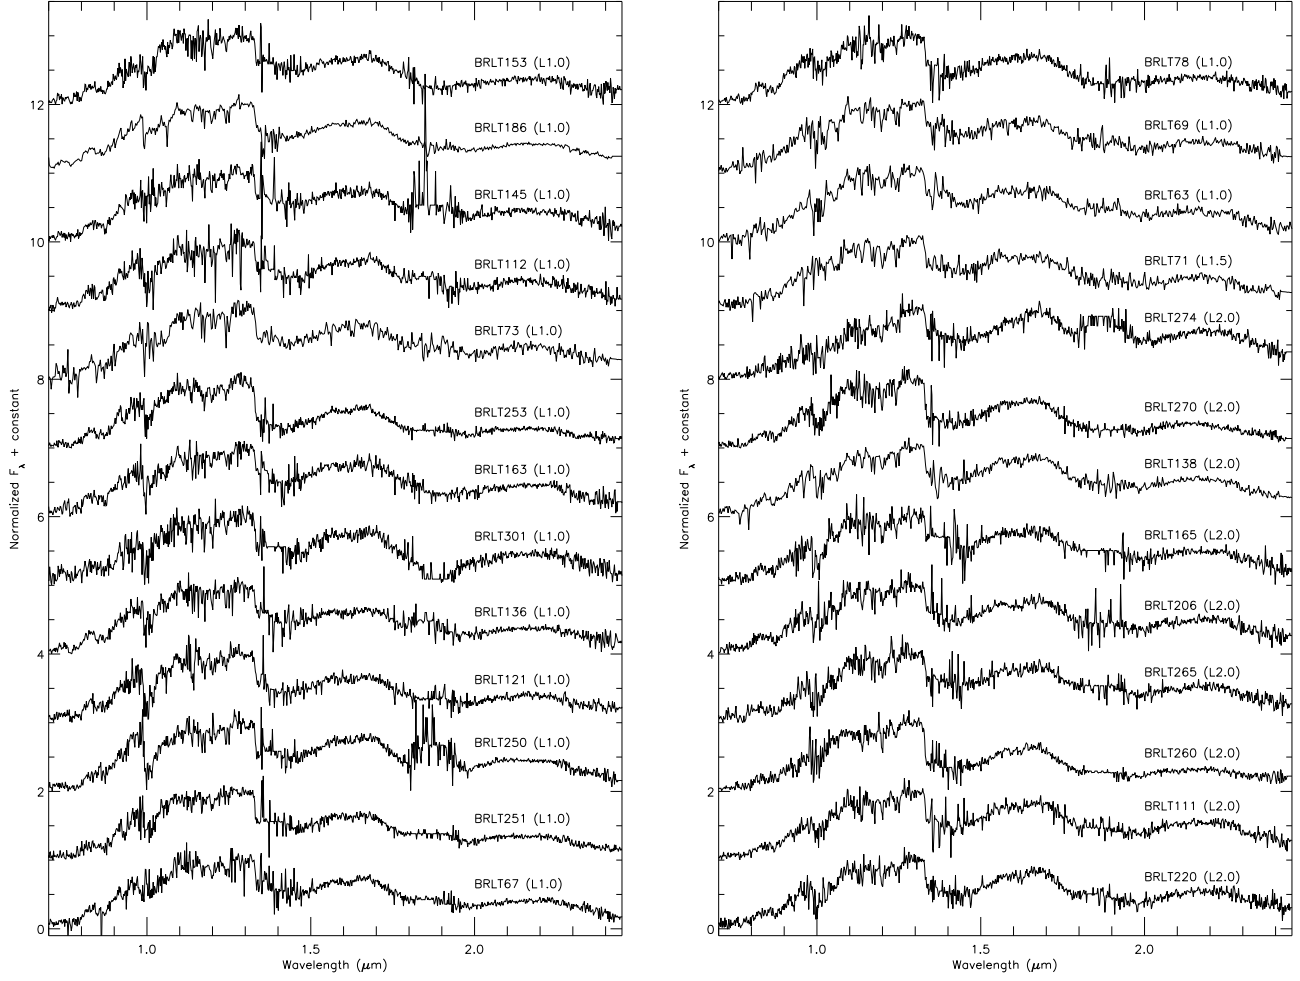 BRLT153 (L1.0)
BRLT186 (L1.0)
BRLT145 (L1.0)
BRLT112 (L1.0)
BRLT73 (L1.0)
BRLT253 (L1.0)
BRLT163 (L1.0)
BRLT301 (L1.0)
BRLT136 (L1.0)
BRLT121 (L1.0)
BRLT250 (L1.0)
BRLT251 (L1.0)
BRLT67 (L1.0)
12
10
8
6
4
2
0
1.0 1.5 2.0
Wavelength (μm)
Normalized Fλ + constant
BRLT78 (L1.0)
BRLT69 (L1.0)
BRLT63 (L1.0)
BRLT71 (L1.5)
BRLT274 (L2.0)
BRLT270 (L2.0)
BRLT138 (L2.0)
BRLT165 (L2.0)
BRLT206 (L2.0)
BRLT265 (L2.0)
BRLT260 (L2.0)
BRLT111 (L2.0)
BRLT220 (L2.0)
12
10
8
6
4
2
0
1.0 1.5 2.0
Wavelength (μm)
Normalized Fλ + constant